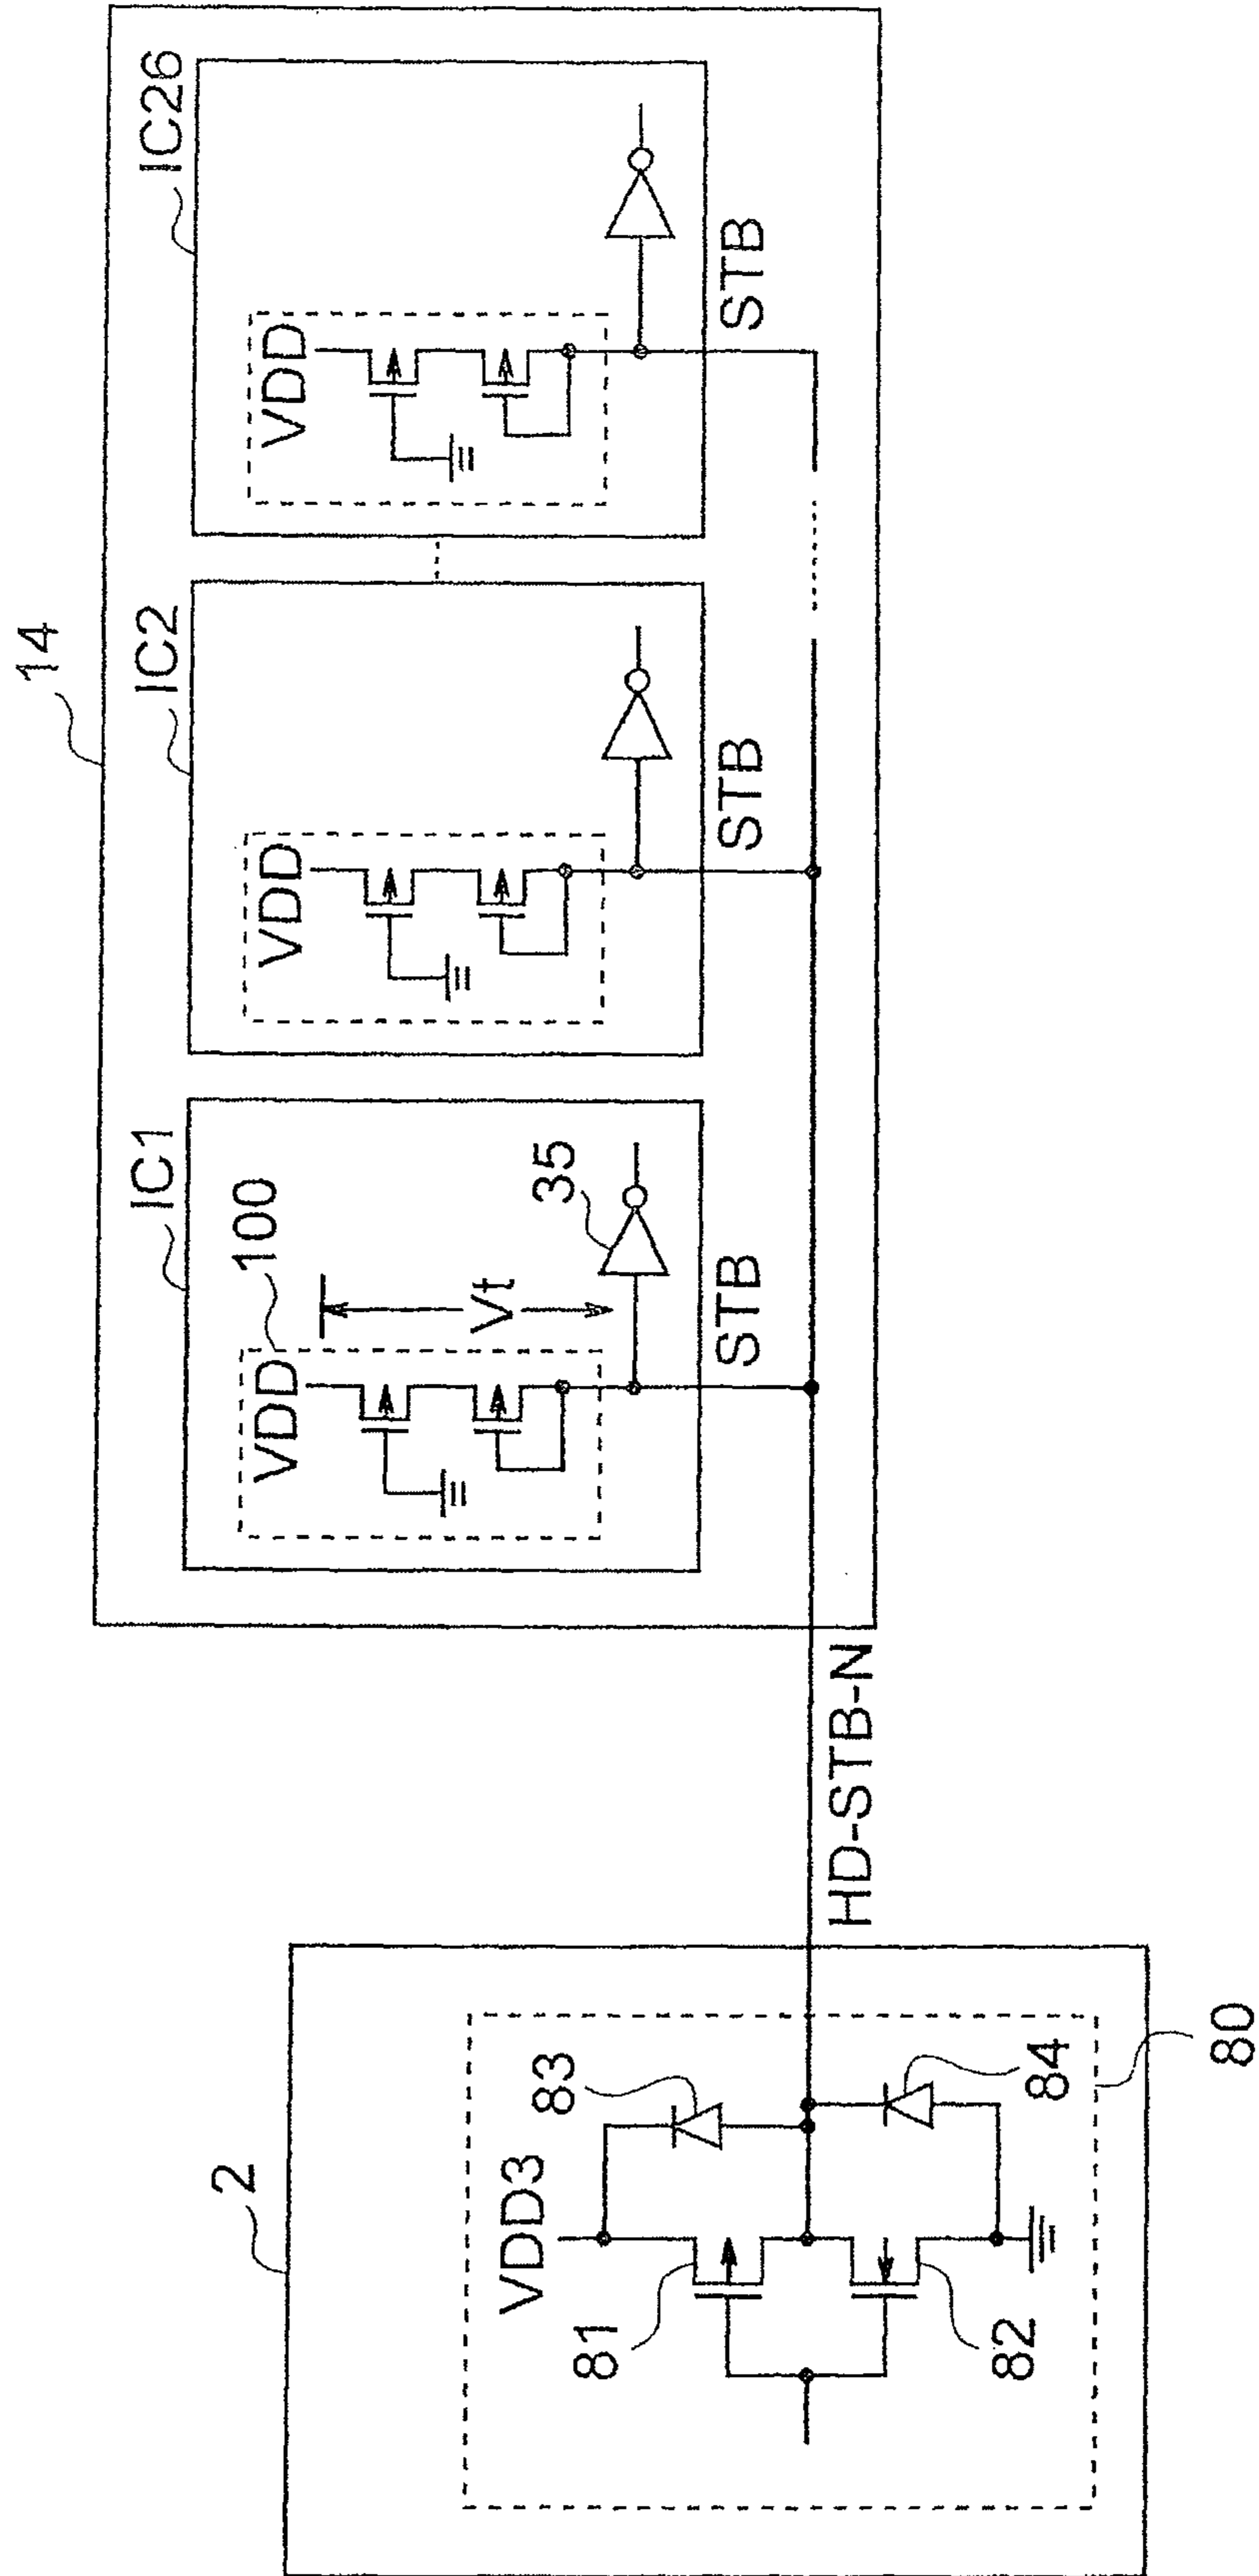 14
IC1
IC2
IC26
100
VDD
VDD
VDD
Vt
35
STB
STB
STB
2
VDD3
83
81
HD-STB-N
82
84
80